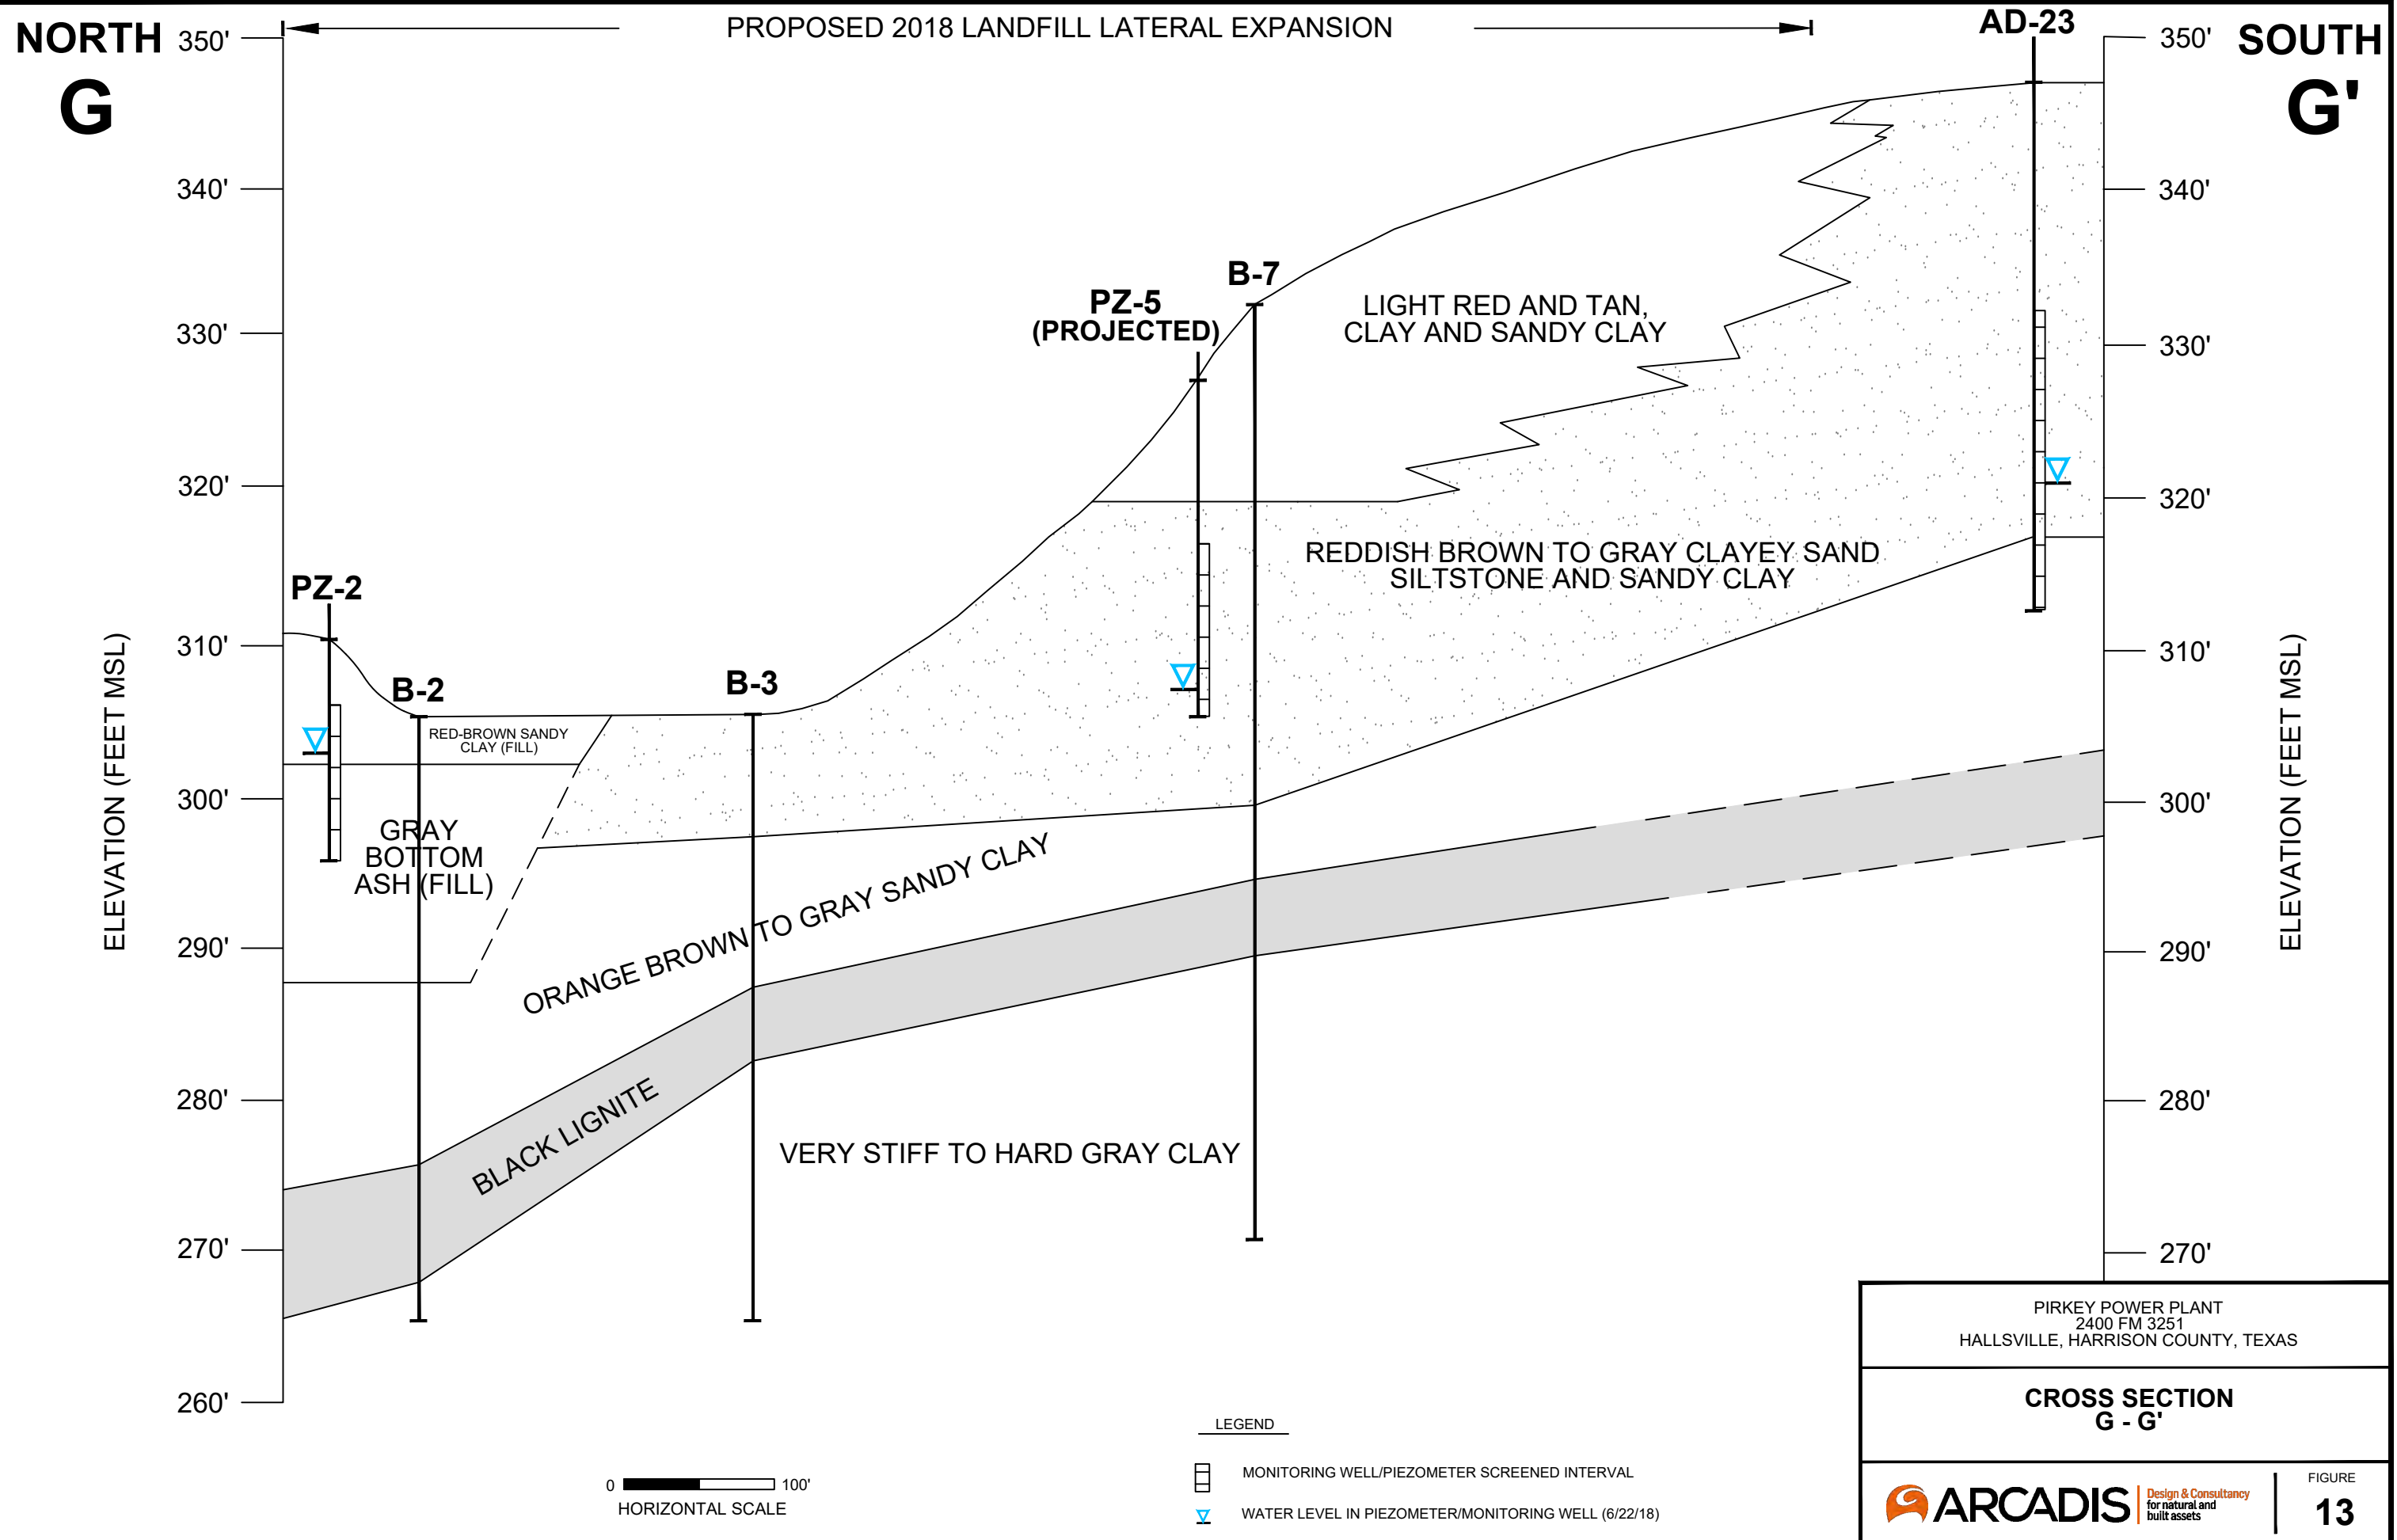 NORTH
G
PROPOSED 2018 LANDFILL LATERAL EXPANSION
AD-23
SOUTH
G'
350'
340'
330'
320'
310'
300'
290'
280'
270'
260'
ELEVATION (FEET MSL)
PZ-2
B-2
B-3
PZ-5
(PROJECTED)
B-7
LIGHT RED AND TAN,
CLAY AND SANDY CLAY
REDDISH BROWN TO GRAY CLAYEY SAND
SILTSTONE AND SANDY CLAY
RED-BROWN SANDY
CLAY (FILL)
GRAY
BOTTOM
ASH (FILL)
ORANGE BROWN TO GRAY SANDY CLAY
BLACK LIGNITE
VERY STIFF TO HARD GRAY CLAY
350'
340'
330'
320'
310'
300'
290'
280'
270'
ELEVATION (FEET MSL)
0 100'
HORIZONTAL SCALE
LEGEND
MONITORING WELL/PIEZOMETER SCREENED INTERVAL
WATER LEVEL IN PIEZOMETER/MONITORING WELL (6/22/18)
PIRKEY POWER PLANT
2400 FM 3251
HALLSVILLE, HARRISON COUNTY, TEXAS
CROSS SECTION
G - G'
ARCADIS
Design & Consultancy
for natural and
built assets
FIGURE
13